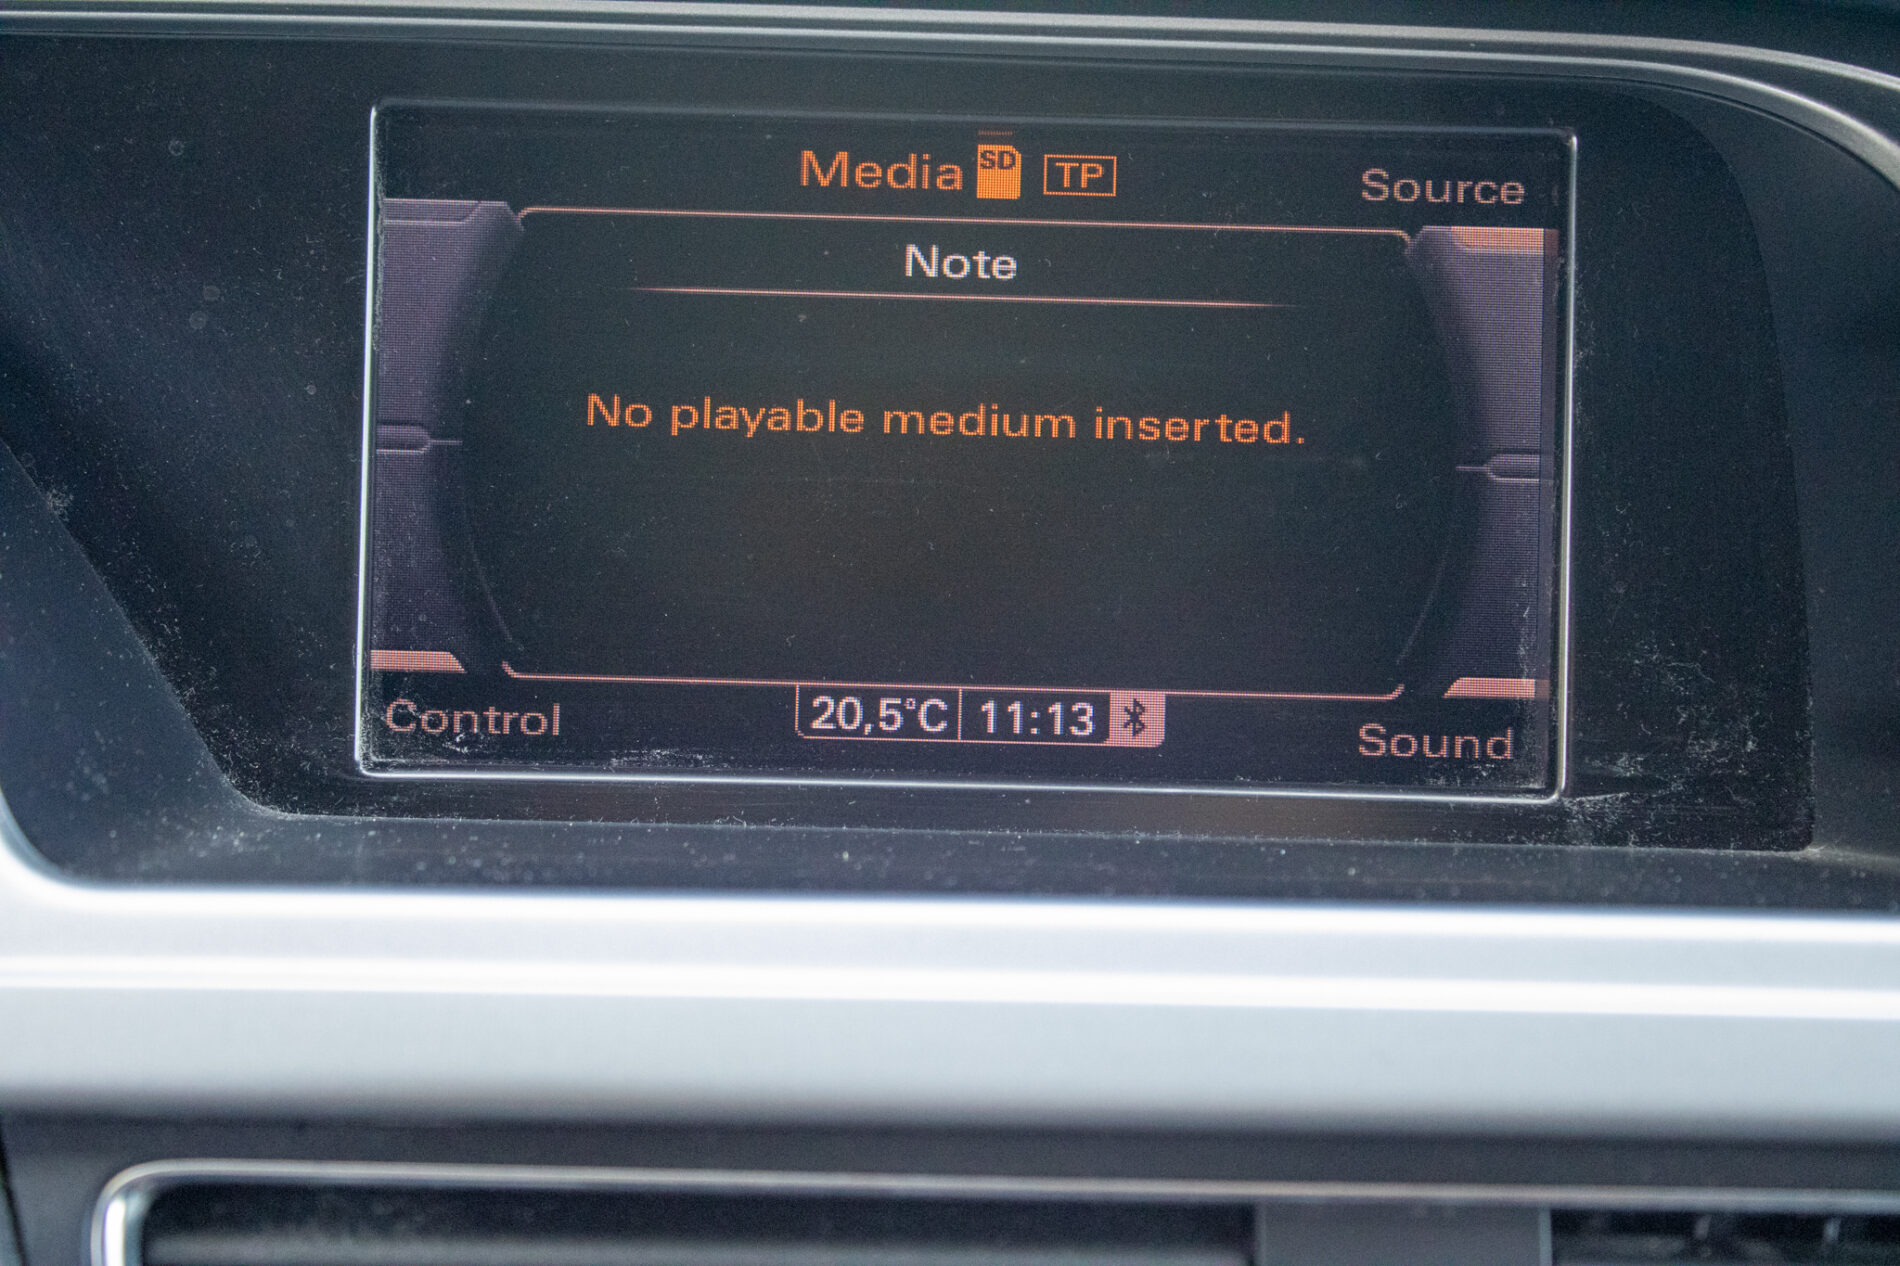 Media SD TP
Source
Note
No playable medium inserted.
Control
20,5°C 11:13
Sound